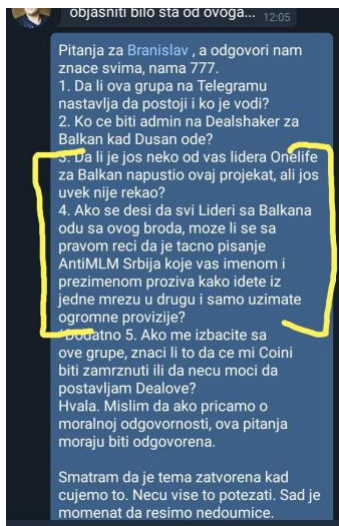 objasniti bilo sta od ovoga... 12:05
Pitanja za Branislav , a odgovori nam
znace svima, nama 777.
1. Da li ova grupa na Telegramu
nastavlja da postoji i ko je vodi?
2. Ko ce biti admin na Dealshaker za
Balkan kad Dusan ode?
3. Da li je jos neko od vas lidera Onelife
za Balkan napustio ovaj projekat, ali jos
uvek nije rekao?
4. Ako se desi da svi Lideri sa Balkana
odu sa ovog broda, moze li se sa
pravom reci da je tacno pisanje
AntiMLM Srbija koje vas imenom i
prezimenom proziva kako idete iz
jedne mrezu u drugu i samo uzimate
ogromne provizije?
*Dodatno 5. Ako me izbacite sa
ove grupe, znaci li to da ce mi Coini
biti zamrznuti ili da necu moci da
postavljam Dealove?
Hvala. Mislim da ako pricamo o
moralnoj odgovornosti, ova pitanja
moraju biti odgovorena.
Smatram da je tema zatvorena kad
cujemo to. Necu vise to potezati. Sad je
momenat da resimo nedoumice.